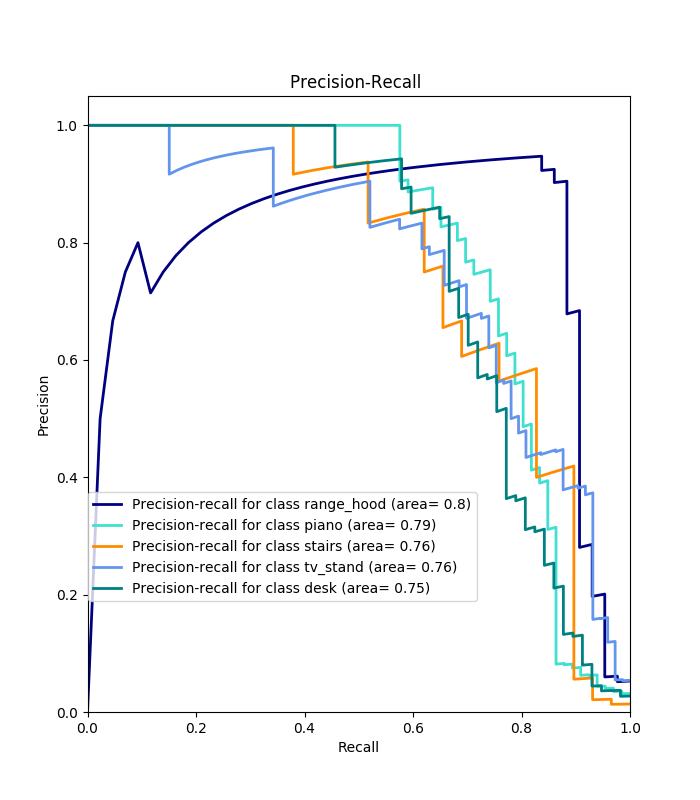 Precision-Recall
1.0
0.8
0.6
0.4
0.2
0.0
Precision
Precision-recall for class range_hood (area= 0.8)
Precision-recall for class piano (area= 0.79)
Precision-recall for class stairs (area= 0.76)
Precision-recall for class tv_stand (area= 0.76)
Precision-recall for class desk (area= 0.75)
0.0 0.2 0.4 0.6 0.8 1.0
Recall